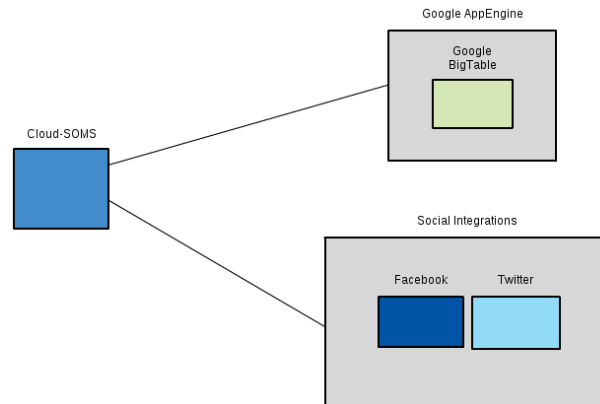 Google AppEngine
Google
BigTable
Cloud-SOMS
Social Integrations
Facebook
Twitter